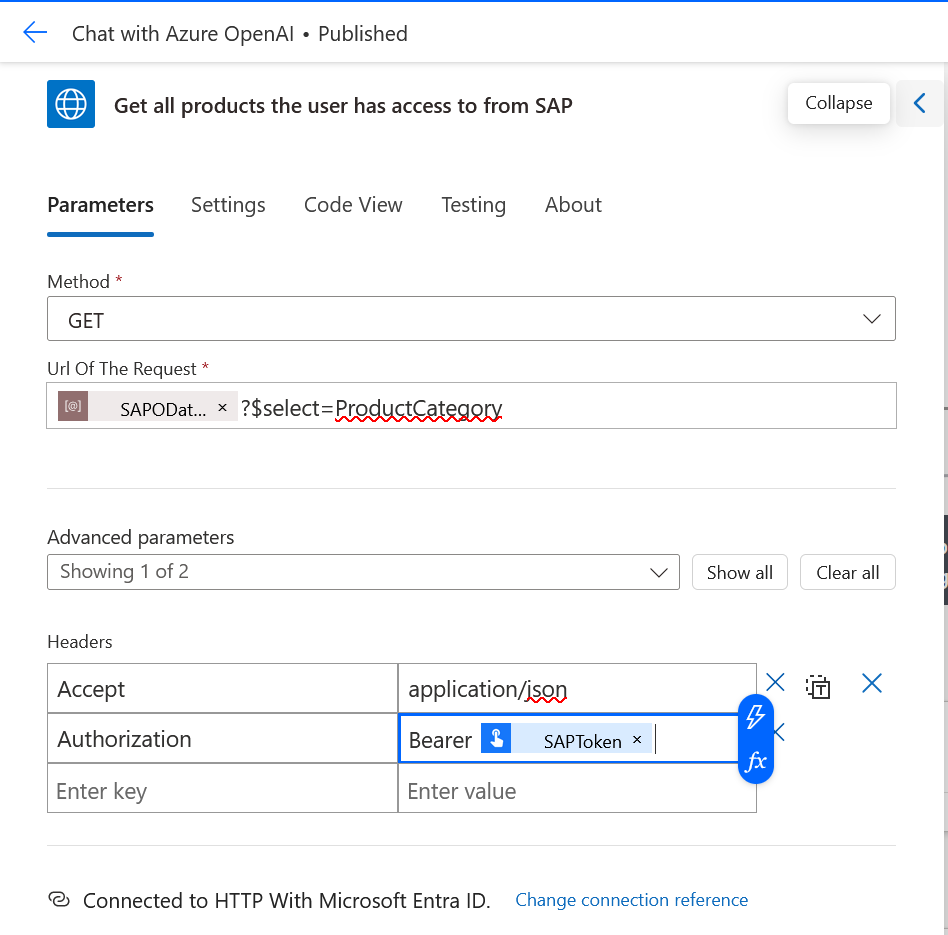 Chat with Azure OpenAI • Published
Get all products the user has access to from SAP
Collapse
Parameters Settings Code View Testing About
Method *
GET
Url Of The Request *
[@] SAPODat... × ?$select=ProductCategory
Advanced parameters
Showing 1 of 2
Show all
Clear all
Headers
Accept application/json
Authorization Bearer SAPToken ×
fx
Enter key Enter value
Connected to HTTP With Microsoft Entra ID. Change connection reference